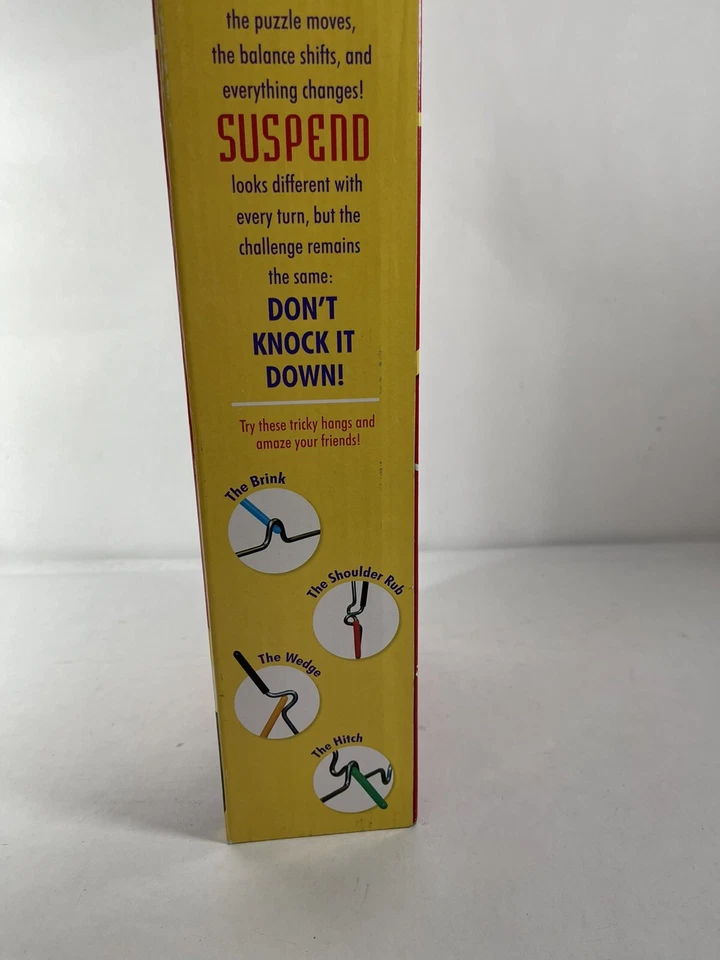 the puzzle moves,
the balance shifts, and
everything changes!
SUSPEND
looks different with
every turn, but the
challenge remains
the same:
DON'T
KNOCK IT
DOWN!
Try these tricky hangs and
amaze your friends!
The Brink
The Shoulder Rub
The Wedge
The Hitch